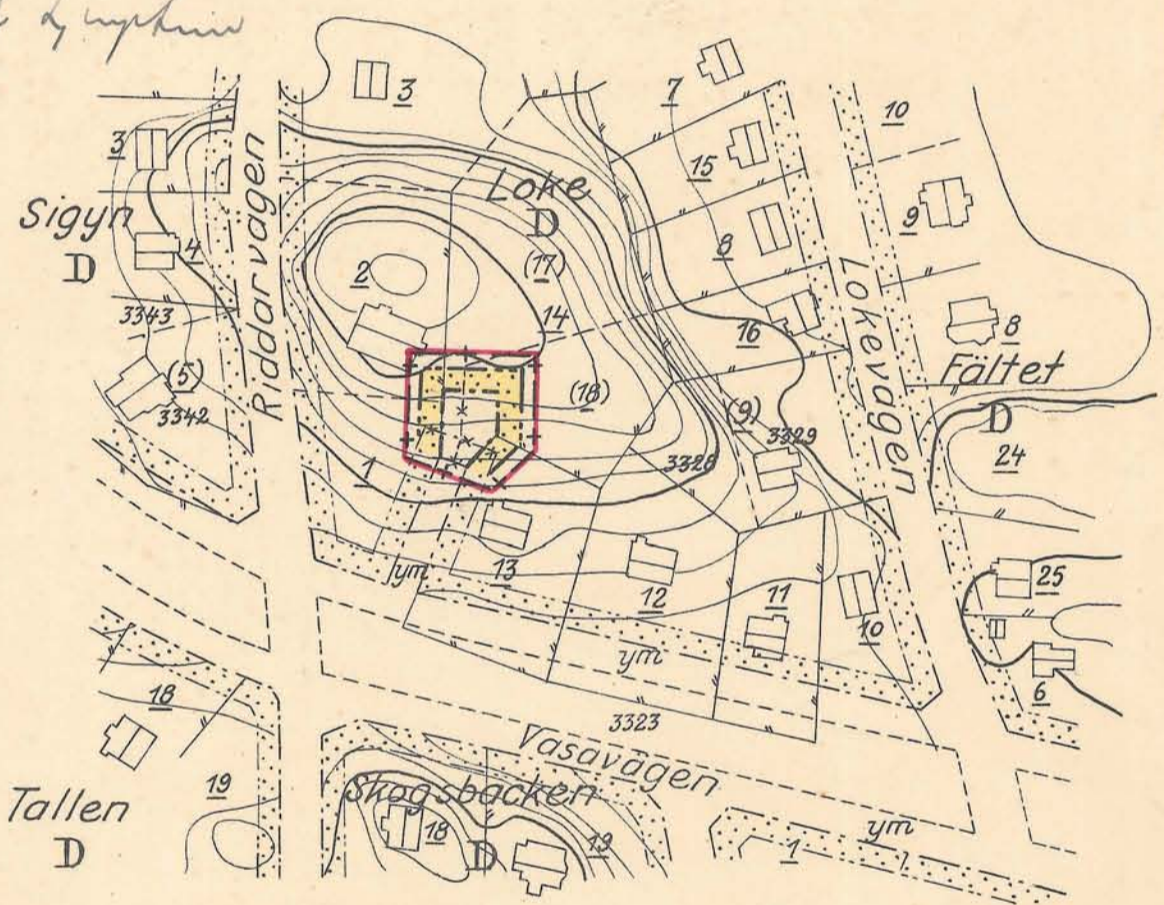 3
7
10
3
Riddarvägen
15
Loke
D
9
Sigyn
D
4
2
(17)
8
Lokevägen
3343
14
16
8
Fältet
D
(5)
3342
(18)
(9)
3329
24
1
3328
13
ym
12
11
10
25
ym
6
18
3323
Vasavägen
19
Skogsbacken
Tallen
D
18
D
19
ym
1